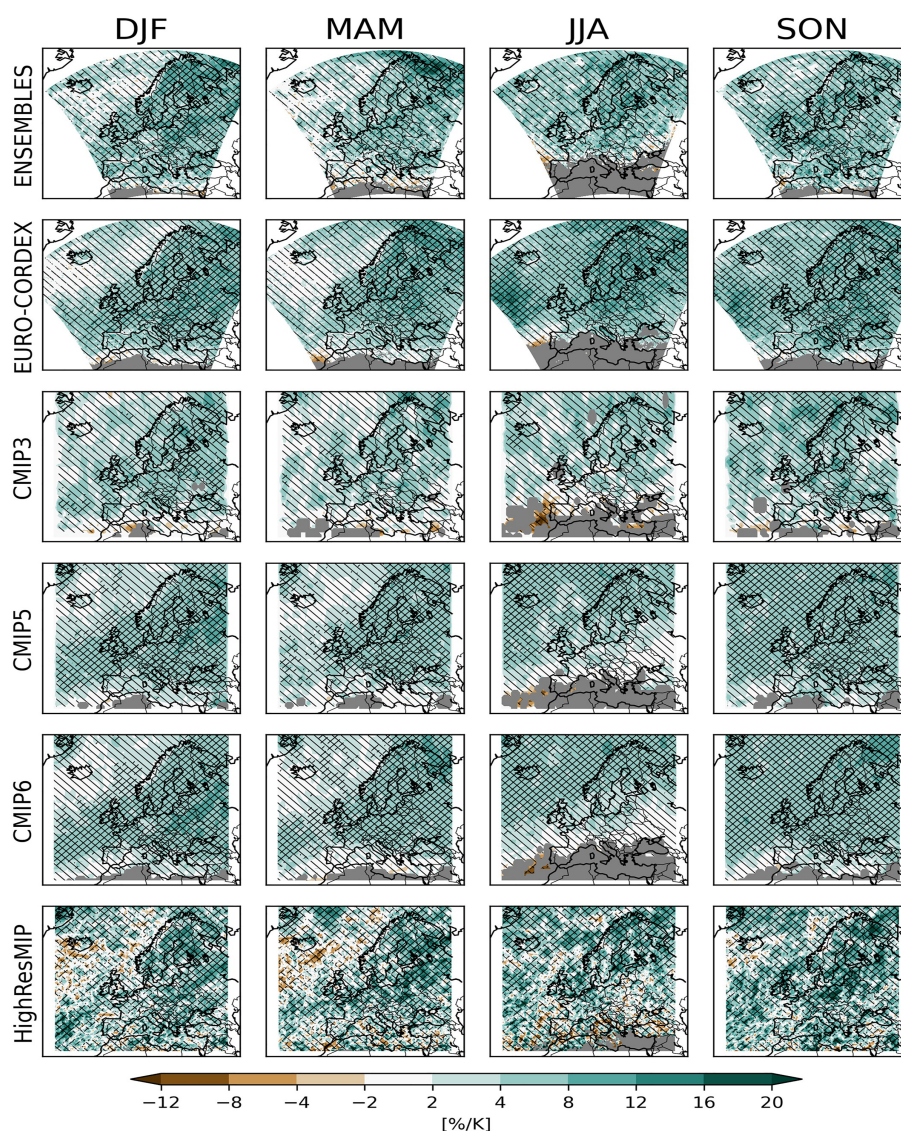 DJF MAM JJA SON
ENSEMBLES
EURO-CORDEX
CMIP3
CMIP5
CMIP6
HighResMIP
−12 −8 −4 −2 2 4 8 12 16 20
[%/K]